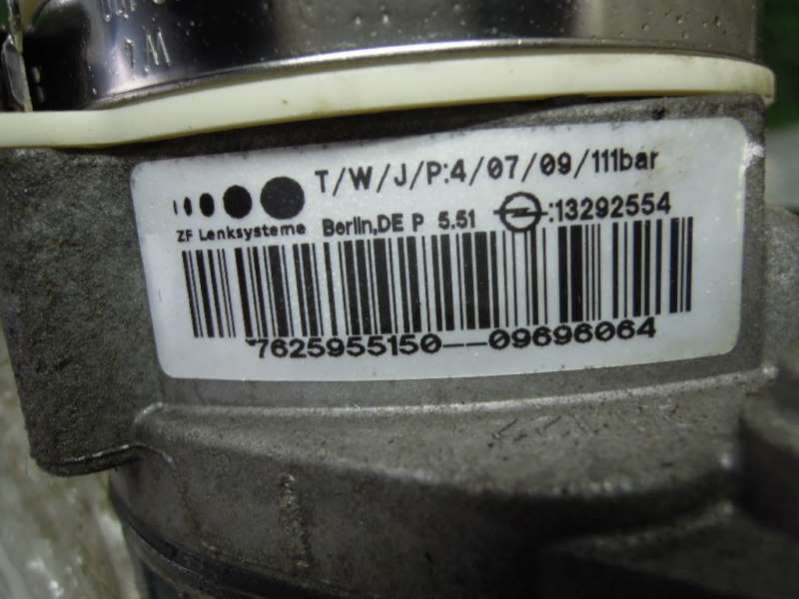 T/W/J/P:4/07/09/111bar
ZF Lenksysteme Berlin,DE P 5.51 :13292554
7625955150--09696064